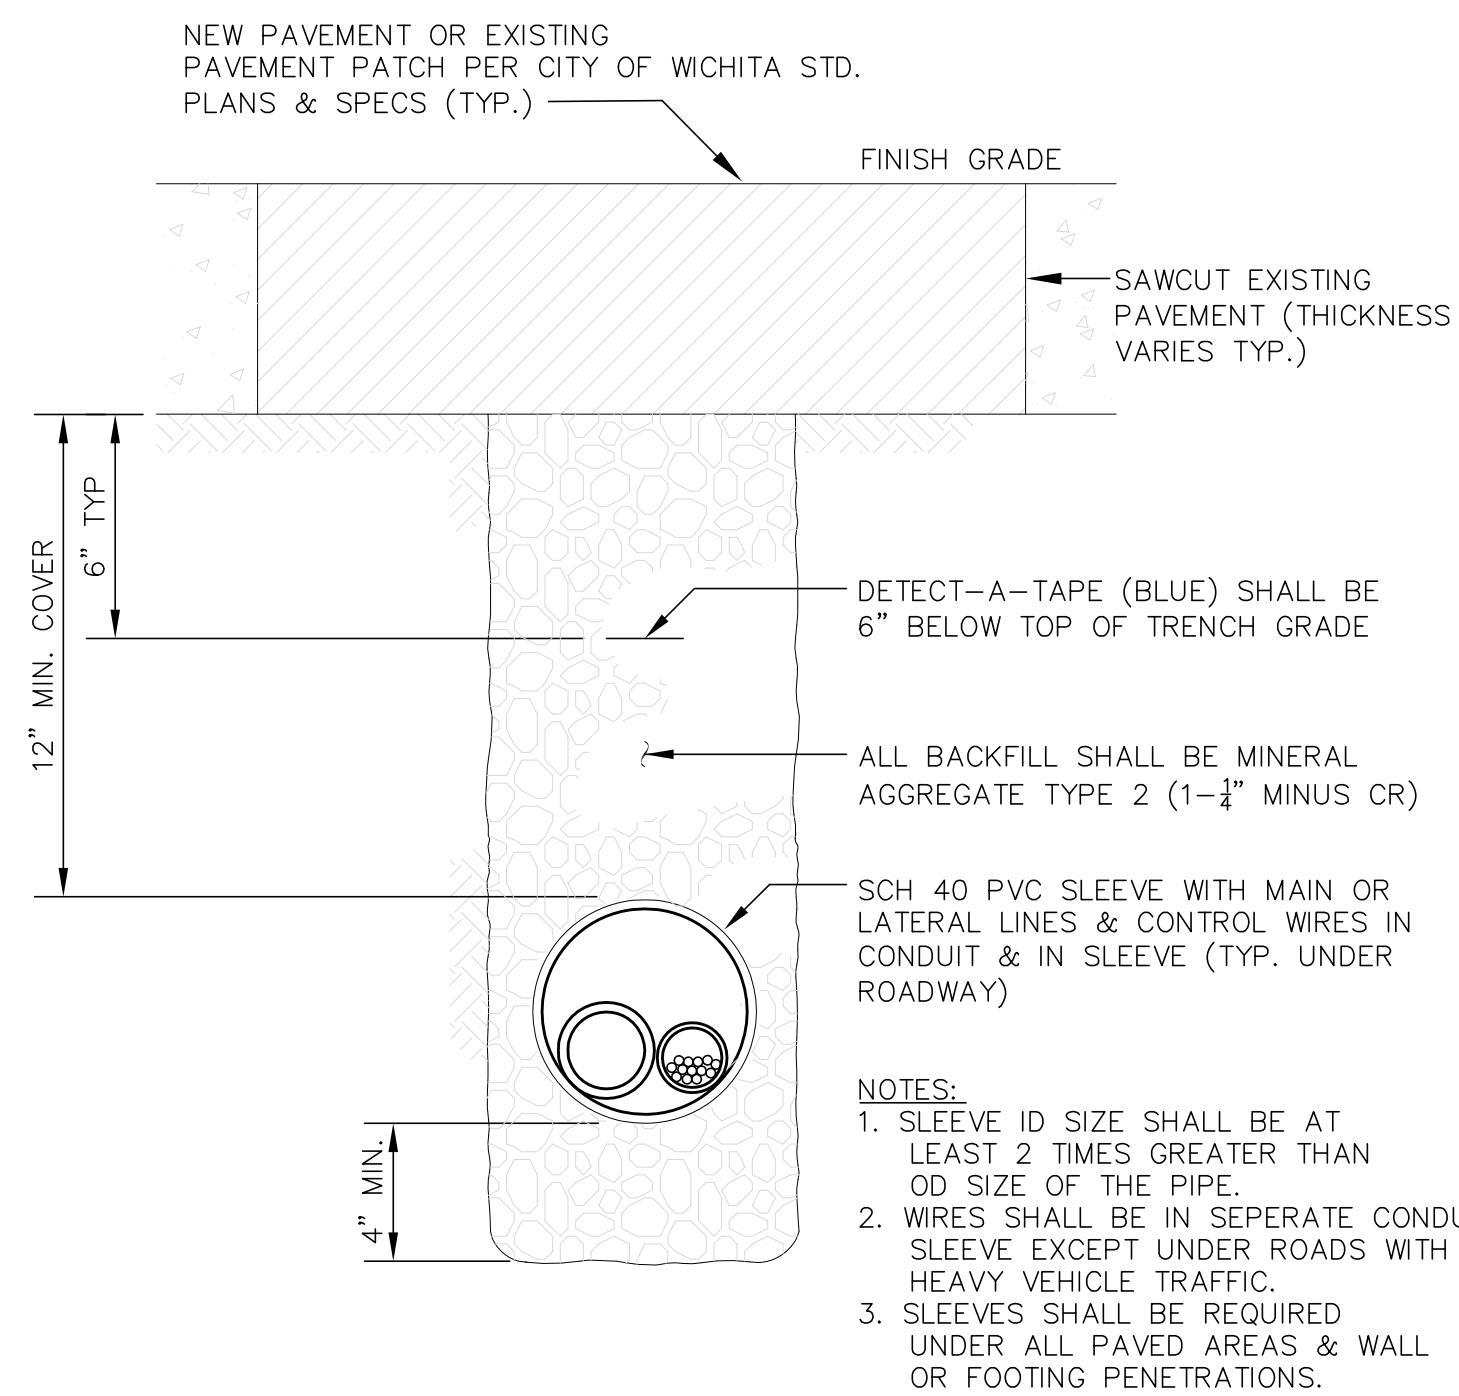 NEW PAVEMENT OR EXISTING
PAVEMENT PATCH PER CITY OF WICHITA STD.
PLANS & SPECS (TYP.)
FINISH GRADE
SAWCUT EXISTING
PAVEMENT (THICKNESS
VARIES TYP.)
6" TYP
12" MIN. COVER
DETECT-A-TAPE (BLUE) SHALL BE
6" BELOW TOP OF TRENCH GRADE
ALL BACKFILL SHALL BE MINERAL
AGGREGATE TYPE 2 (1-1/4" MINUS CR)
SCH 40 PVC SLEEVE WITH MAIN OR
LATERAL LINES & CONTROL WIRES IN
CONDUIT & IN SLEEVE (TYP. UNDER
ROADWAY)
4" MIN.
NOTES:
1. SLEEVE ID SIZE SHALL BE AT
LEAST 2 TIMES GREATER THAN
OD SIZE OF THE PIPE.
2. WIRES SHALL BE IN SEPERATE
SLEEVE EXCEPT UNDER ROADS WITH
HEAVY VEHICLE TRAFFIC.
3. SLEEVES SHALL BE REQUIRED
UNDER ALL PAVED AREAS & WALL
OR FOOTING PENETRATIONS.